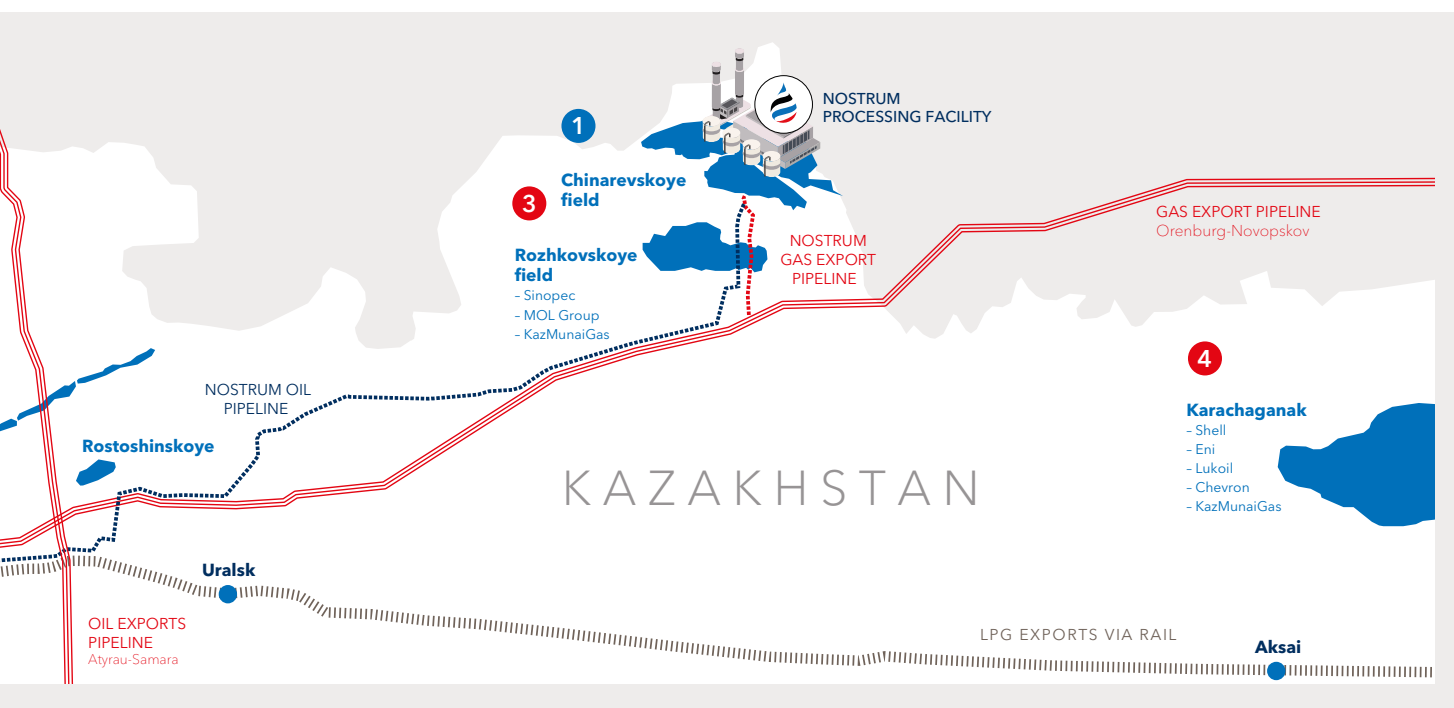 1
NOSTRUM
PROCESSING FACILITY
Chinarevskoye
field
3
Rozhkovskoye
field
– Sinopec
– MOL Group
– KazMunaiGas
NOSTRUM
GAS EXPORT
PIPELINE
GAS EXPORT PIPELINE
Orenburg-Novopskov
4
Karachaganak
– Shell
– Eni
– Lukoil
– Chevron
– KazMunaiGas
NOSTRUM OIL
PIPELINE
Rostoshinskoye
KAZAKHSTAN
Uralsk
OIL EXPORTS
PIPELINE
Atyrau-Samara
LPG EXPORTS VIA RAIL
Aksai